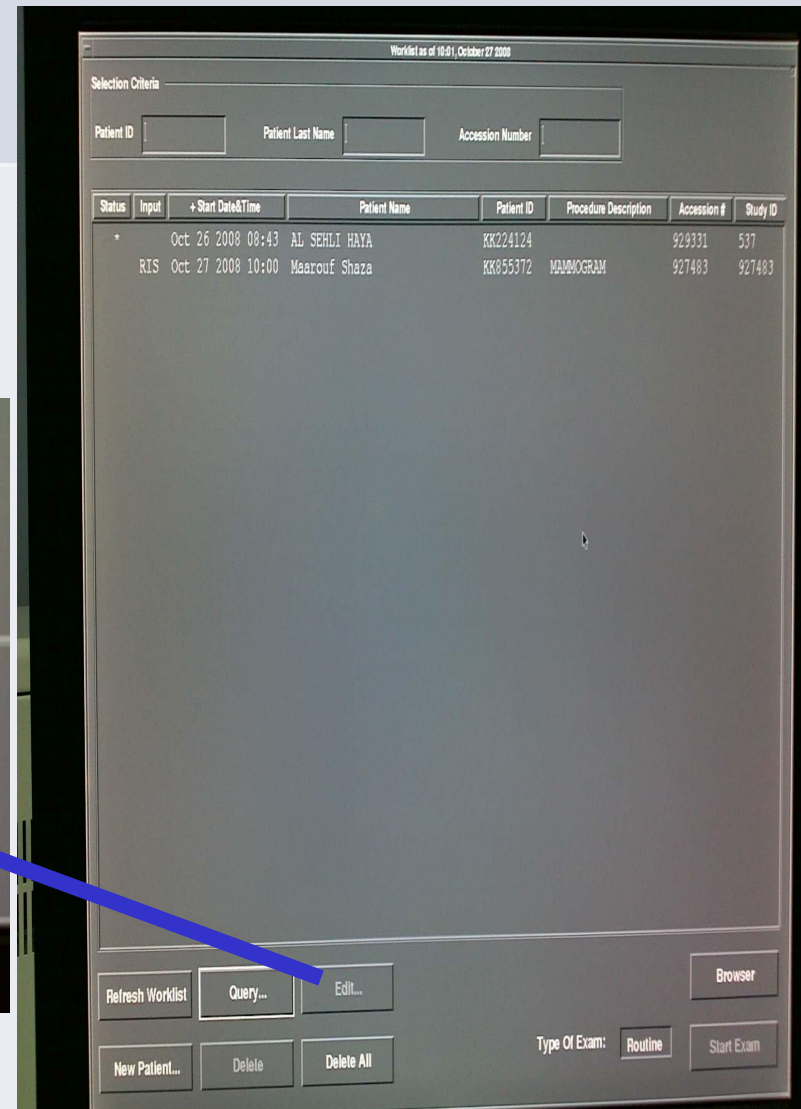 Worklist as of 10:01, October 27 2008
Selection Criteria
Patient ID Patient Last Name Accession Number
Status Input + Start Date&Time Patient Name Patient ID Procedure Description Accession # Study ID
* Oct 26 2008 08:43 AL SEHLI HAYA KK224124 929331 537
RIS Oct 27 2008 10:00 Maarouf Shaza KK855372 MAMMOGRAM 927483 927483
Refresh Worklist Query... Edit... Browser
New Patient... Delete Delete All Type Of Exam: Routine Start Exam